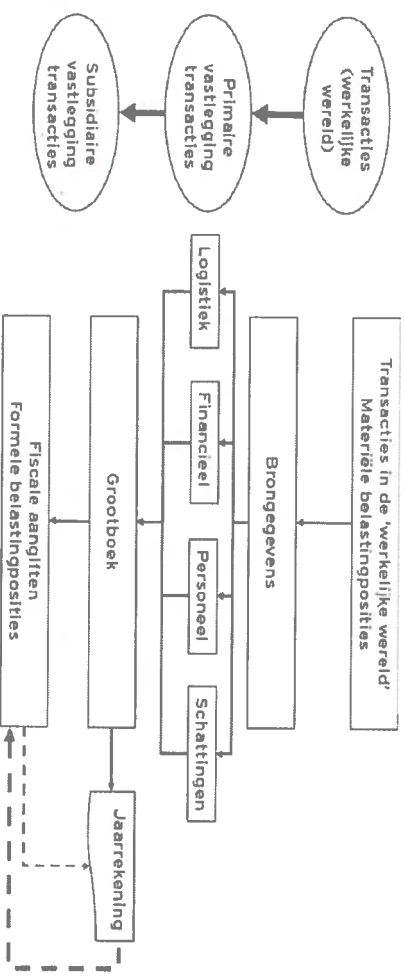 Transacties
(werkelijke
wereld)
Primaire
vastlegging
transacties
Subsidiaire
vastlegging
transacties
Transacties in de 'werkelijke wereld'
Materiële belastingposities
Brongegevens
Logistiek
Financieel
Personeel
Schattingen
Grootboek
Jaarrekening
Fiscale aangiften
Formele belastingposities